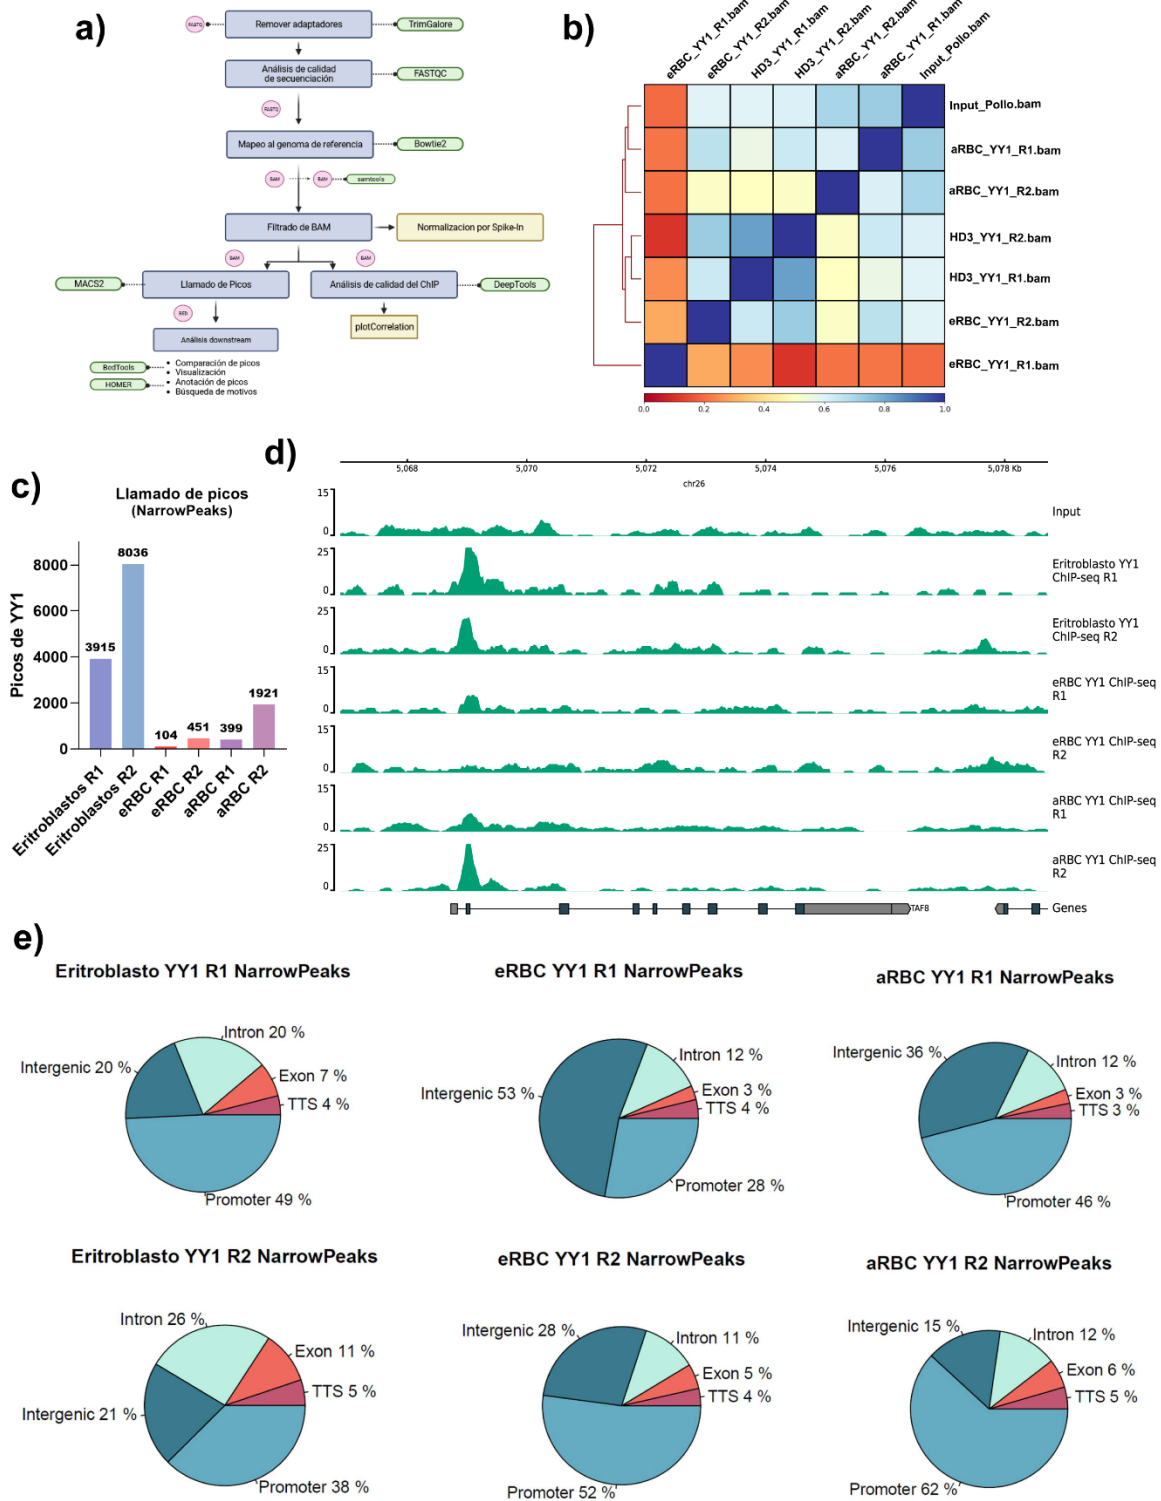 a)
FASTQ
Remover adaptadores
TrimGalore
Análisis de calidad
de secuenciación
FASTQC
FASTQ
Mapeo al genoma de referencia
Bowtie2
BAM
BAM
samtools
Filtrado de BAM
Normalizacion por Spike-In
BAM
BAM
MACS2
Llamado de Picos
Análisis de calidad del ChIP
DeepTools
BED
plotCorrelation
Análisis downstream
BedTools
HOMER
• Comparación de picos
• Visualización
• Anotación de picos
• Búsqueda de motivos
b)
eRBC_YY1_R1.bam
eRBC_YY1_R2.bam
HD3_YY1_R1.bam
HD3_YY1_R2.bam
aRBC_YY1_R2.bam
aRBC_YY1_R1.bam
Input_Pollo.bam
Input_Pollo.bam
aRBC_YY1_R1.bam
aRBC_YY1_R2.bam
HD3_YY1_R2.bam
HD3_YY1_R1.bam
eRBC_YY1_R2.bam
eRBC_YY1_R1.bam
0.0 0.2 0.4 0.6 0.8 1.0
c)
Llamado de picos
(NarrowPeaks)
Picos de YY1
8000
6000
4000
2000
0
3915
8036
104
451
399
1921
Eritroblastos R1
Eritroblastos R2
eRBC R1
eRBC R2
aRBC R1
aRBC R2
d)
5,068 5,070 5,072 5,074 5,076 5,078 Kb
chr26
15
0
Input
25
0
Eritroblasto YY1
ChIP-seq R1
25
0
Eritroblasto YY1
ChIP-seq R2
15
0
eRBC YY1 ChIP-seq
R1
15
0
eRBC YY1 ChIP-seq
R2
15
0
aRBC YY1 ChIP-seq
R1
25
0
aRBC YY1 ChIP-seq
R2
TAF8
Genes
e)
Eritroblasto YY1 R1 NarrowPeaks
Intron 20 %
Intergenic 20 %
Exon 7 %
TTS 4 %
Promoter 49 %
eRBC YY1 R1 NarrowPeaks
Intron 12 %
Intergenic 53 %
Exon 3 %
TTS 4 %
Promoter 28 %
aRBC YY1 R1 NarrowPeaks
Intergenic 36 %
Intron 12 %
Exon 3 %
TTS 3 %
Promoter 46 %
Eritroblasto YY1 R2 NarrowPeaks
Intron 26 %
Exon 11 %
TTS 5 %
Intergenic 21 %
Promoter 38 %
eRBC YY1 R2 NarrowPeaks
Intergenic 28 %
Intron 11 %
Exon 5 %
TTS 4 %
Promoter 52 %
aRBC YY1 R2 NarrowPeaks
Intergenic 15 %
Intron 12 %
Exon 6 %
TTS 5 %
Promoter 62 %